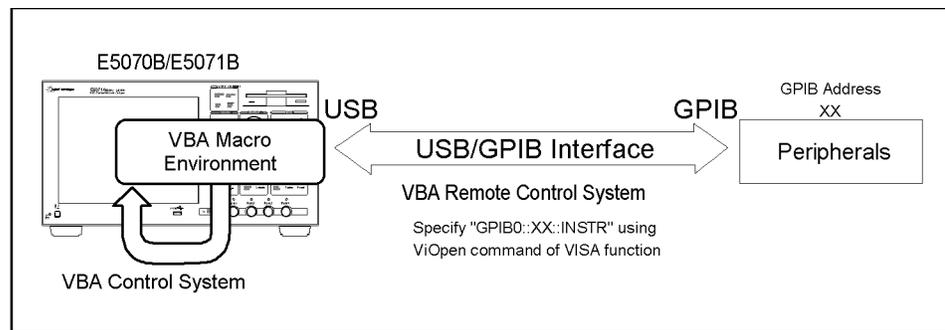 E5070B/E5071B
USB
GPIB
GPIB Address
XX
VBA Macro
Environment
USB/GPIB Interface
Peripherals
VBA Remote Control System
Specify "GPIB0::XX::INSTR" using
ViOpen command of VISA function
VBA Control System